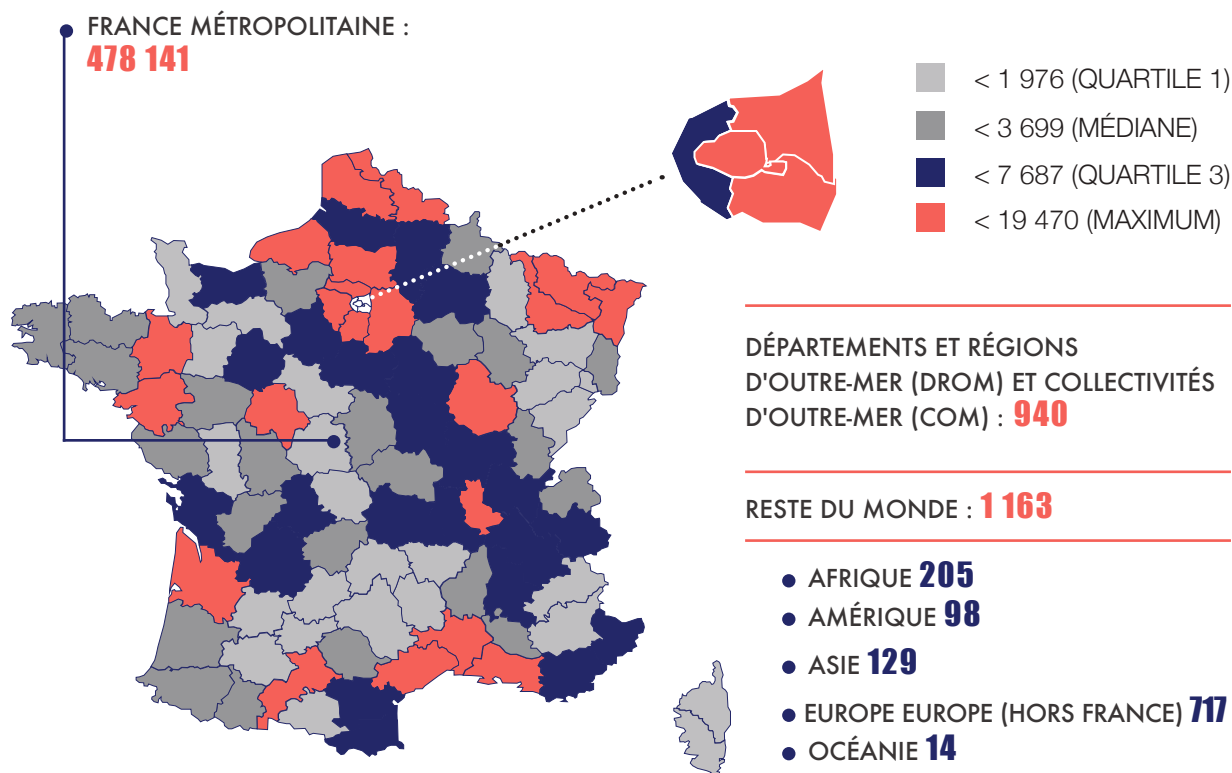 FRANCE MÉTROPOLITAINE :
478 141
< 1 976 (QUARTILE 1)
< 3 699 (MÉDIANE)
< 7 687 (QUARTILE 3)
< 19 470 (MAXIMUM)
DÉPARTEMENTS ET RÉGIONS
D'OUTRE-MER (DROM) ET COLLECTIVITÉS
D'OUTRE-MER (COM) : 940
RESTE DU MONDE : 1 163
• AFRIQUE 205
• AMÉRIQUE 98
• ASIE 129
• EUROPE EUROPE (HORS FRANCE) 717
• OCÉANIE 14